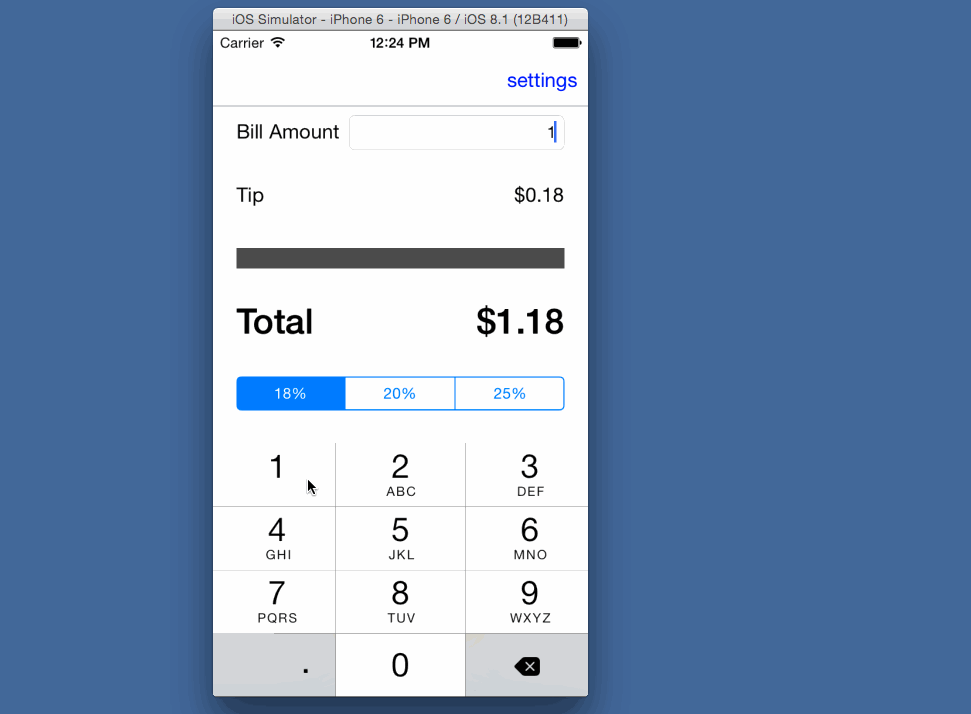 iOS Simulator - iPhone 6 - iPhone 6 / iOS 8.1 (12B411)
Carrier 12:24 PM
settings
Bill Amount 1
Tip $0.18
Total $1.18
18% 20% 25%
1 2 3
ABC DEF
4 5 6
GHI JKL MNO
7 8 9
PQRS TUV WXYZ
. 0